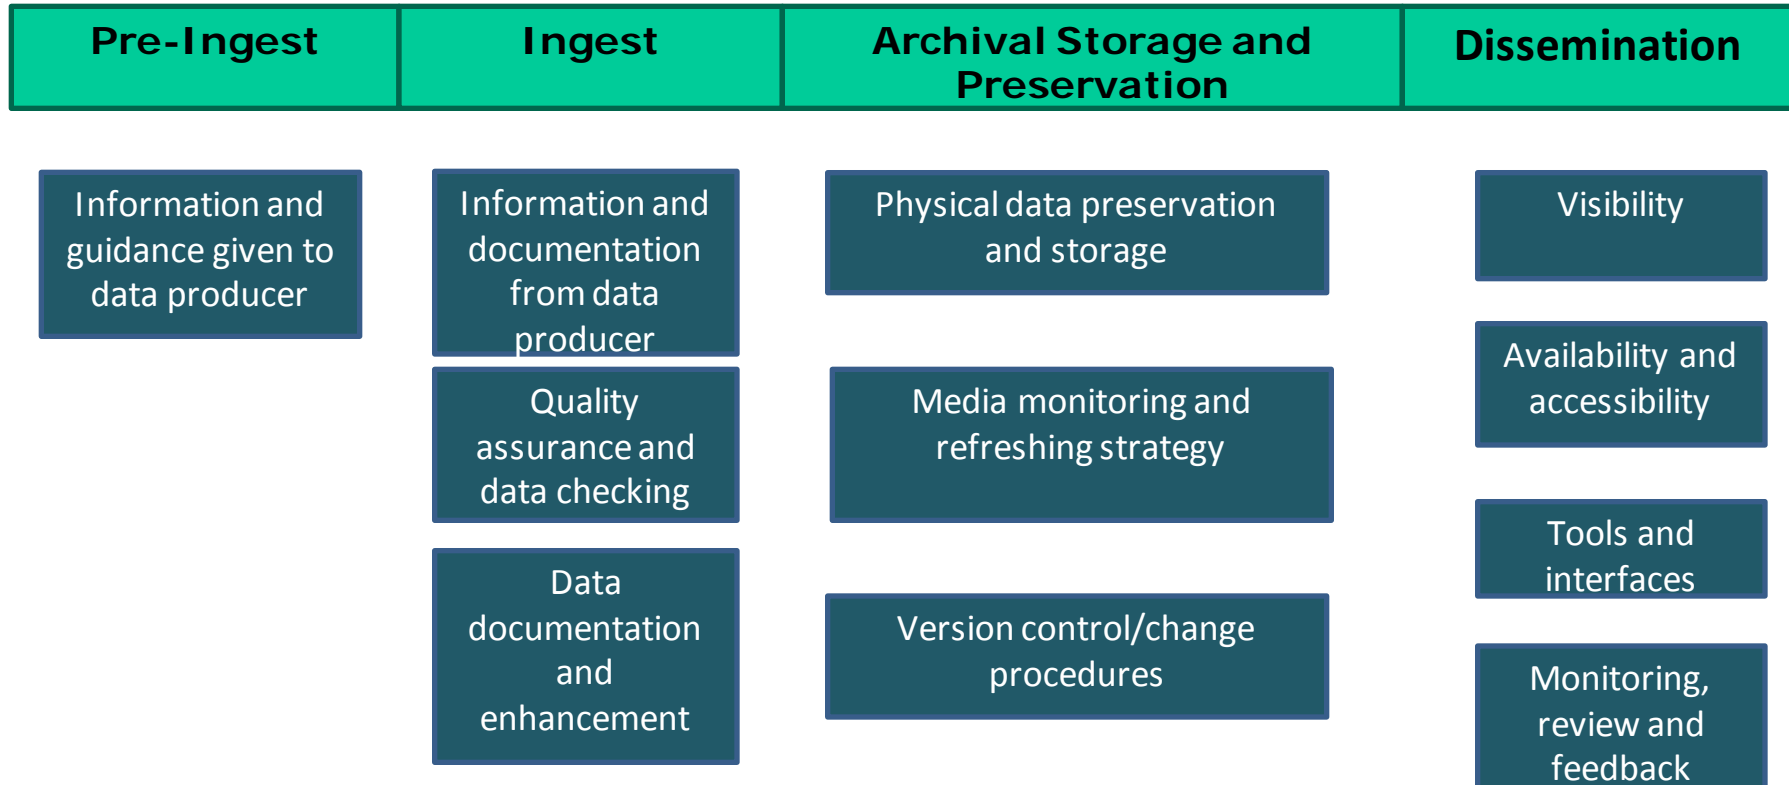 Pre-Ingest
Ingest
Archival Storage and
Preservation
Dissemination
Information and
guidance given to
data producer
Information and
documentation
from data
producer
Quality
assurance and
data checking
Data
documentation
and
enhancement
Physical data preservation
and storage
Media monitoring and
refreshing strategy
Version control/change
procedures
Visibility
Availability and
accessibility
Tools and
interfaces
Monitoring,
review and
feedback